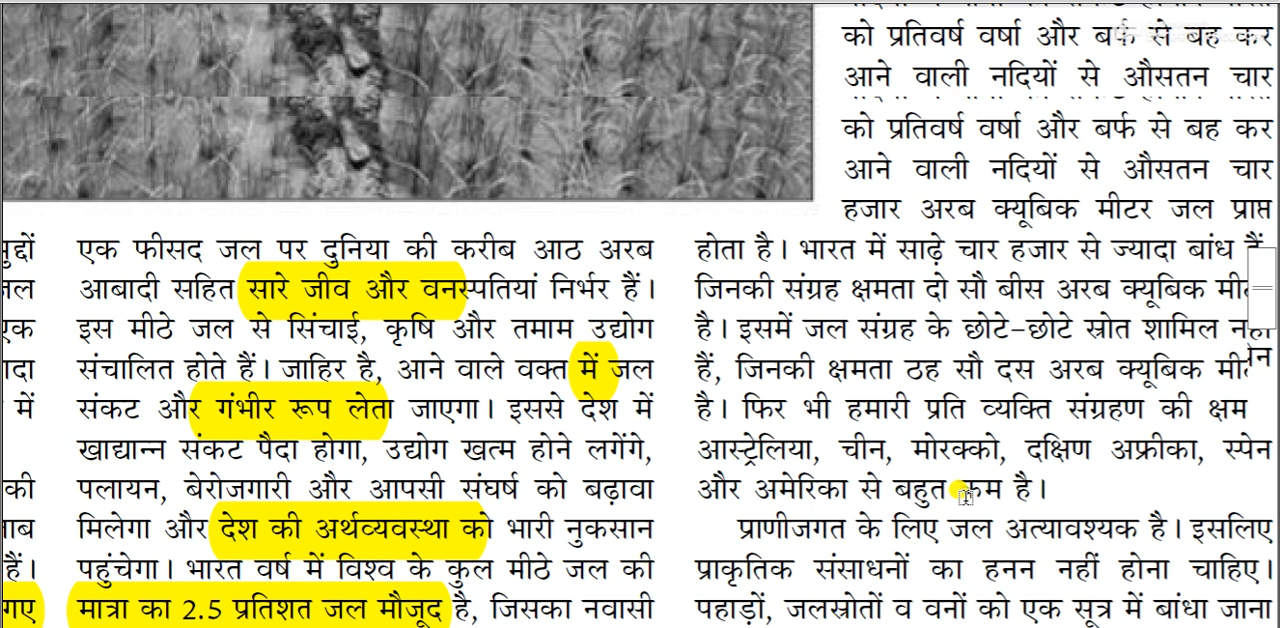 मुद्दों
जल
एक
में
की
हैं।
गए
एक फीसद जल पर दुनिया की करीब आठ अरब
आबादी सहित सारे जीव और वनस्पतियां निर्भर हैं।
इस मीठे जल से सिंचाई, कृषि और तमाम उद्योग
संचालित होते हैं। जाहिर है, आने वाले वक्त में जल
संकट और गंभीर रूप लेता जाएगा। इससे देश में
खाद्यान्न संकट पैदा होगा, उद्योग खत्म होने लगेंगे,
पलायन, बेरोजगारी और आपसी संघर्ष को बढ़ावा
मिलेगा और देश की अर्थव्यवस्था को भारी नुकसान
पहुंचेगा। भारत वर्ष में विश्व के कुल मीठे जल की
मात्रा का 2.5 प्रतिशत जल मौजूद है, जिसका नवासी
को प्रतिवर्ष वर्षा और बर्फ से बह कर
आने वाली नदियों से औसतन चार
को प्रतिवर्ष वर्षा और बर्फ से बह कर
आने वाली नदियों से औसतन चार
हजार अरब क्यूबिक मीटर जल प्राप्त
होता है। भारत में साढ़े चार हजार से ज्यादा बांध हैं
जिनकी संग्रह क्षमता दो सौ बीस अरब क्यूबिक
है। इसमें जल संग्रह के छोटे-छोटे स्रोत शामिल नहीं
हैं, जिनकी क्षमता ठह सौ दस अरब क्यूबिक
है। फिर भी हमारी प्रति व्यक्ति संग्रहण की
आस्ट्रेलिया, चीन, मोरक्को, दक्षिण अफ्रीका, स्पेन
और अमेरिका से बहुत कम है।
प्राणीजगत के लिए जल अत्यावश्यक है। इसलिए
प्राकृतिक संसाधनों का हनन नहीं होना चाहिए।
पहाड़ों, जलस्रोतों व वनों को एक सूत्र में बांधा जाना